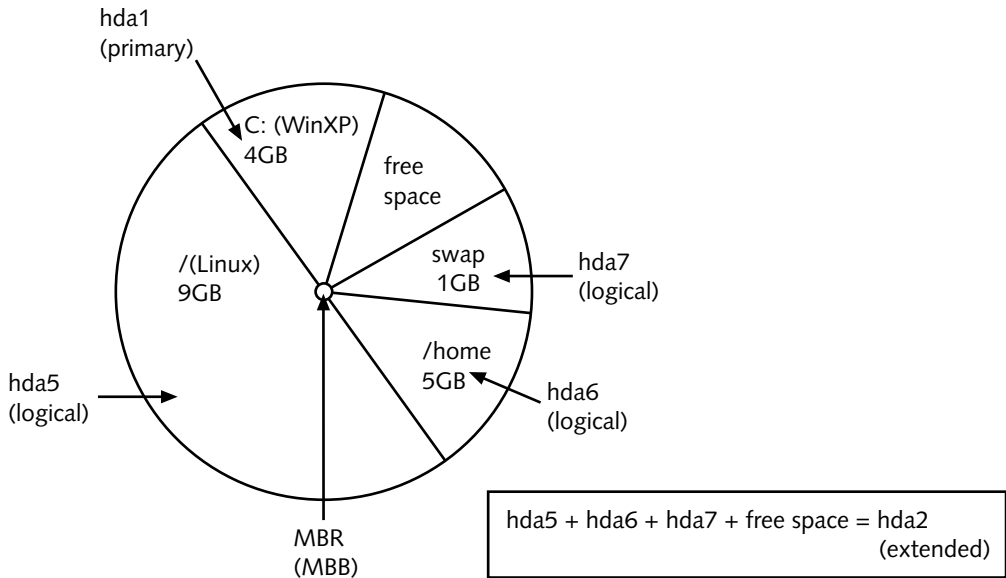 hda1
(primary)
C: (WinXP)
4GB
free
space
/(Linux)
9GB
swap
1GB
hda7
(logical)
/home
5GB
hda5
(logical)
hda6
(logical)
MBR
(MBB)
hda5 + hda6 + hda7 + free space = hda2
(extended)